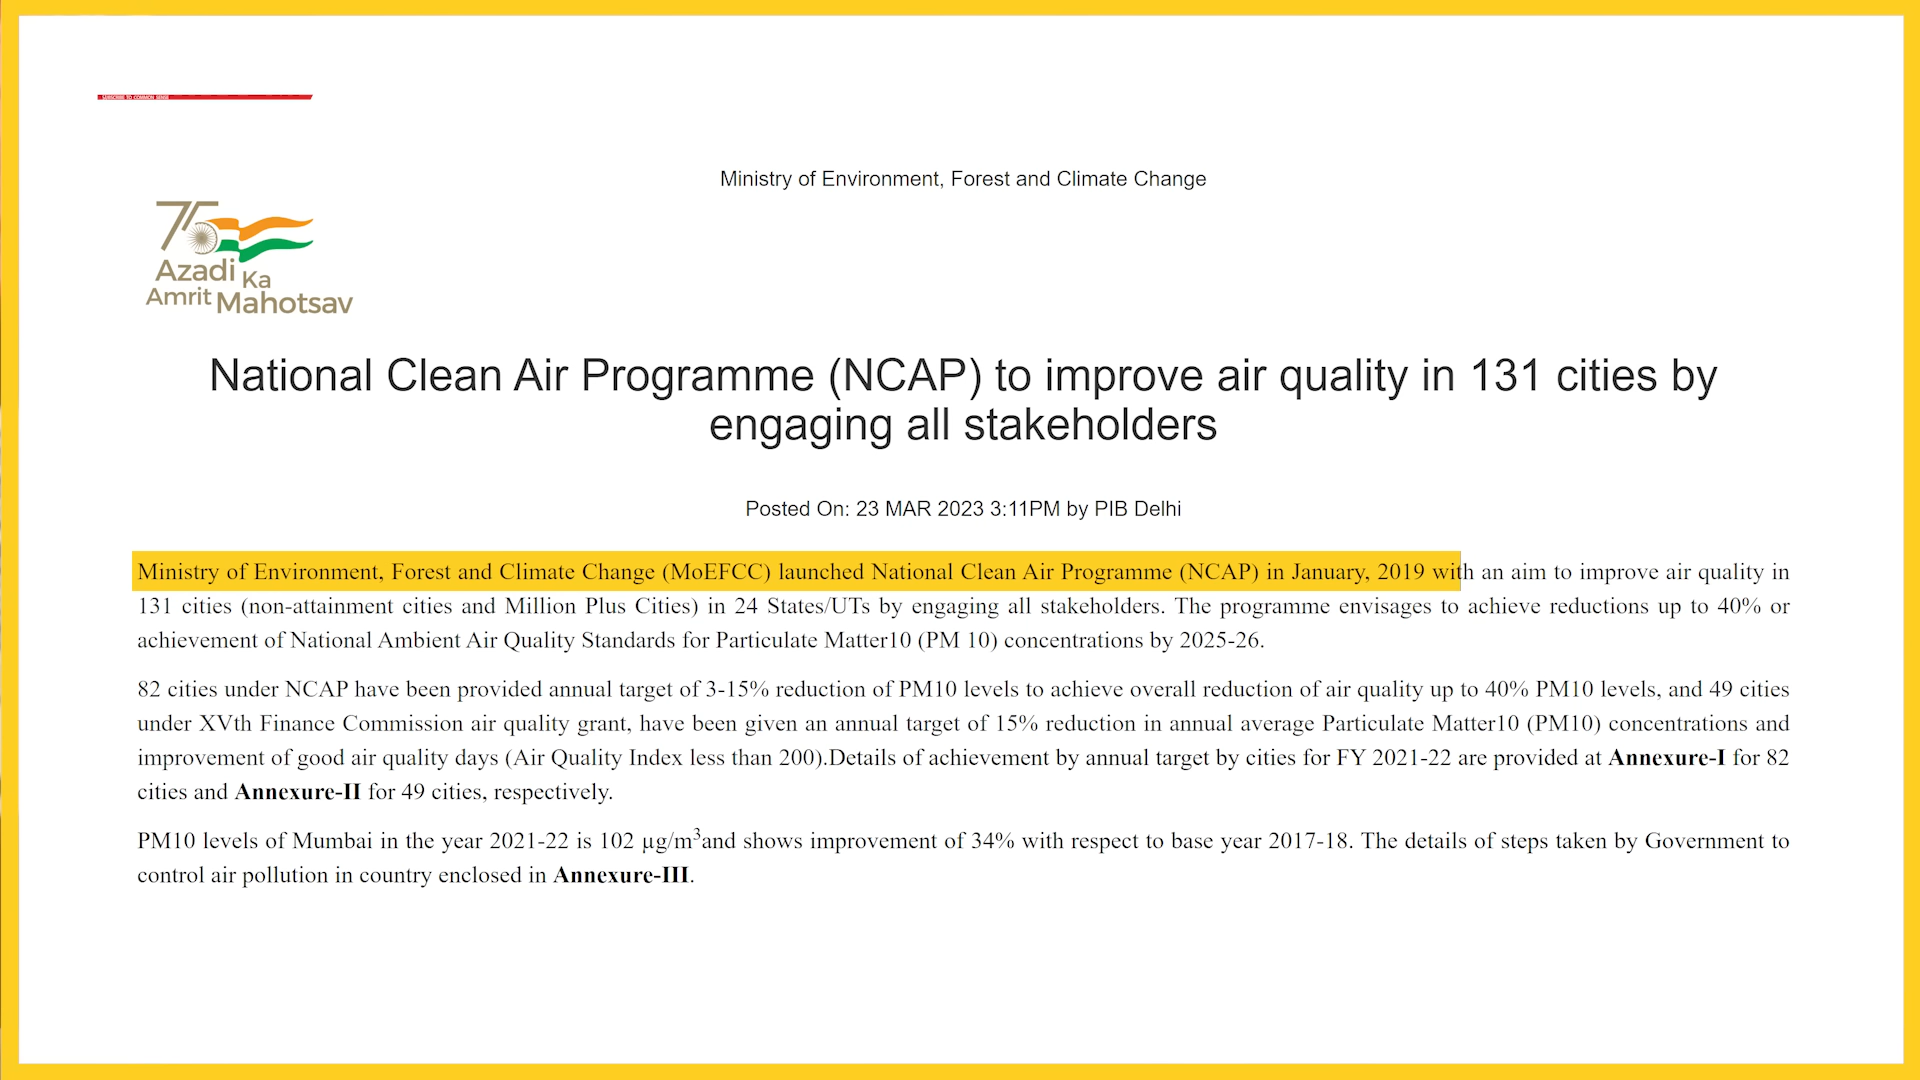 SUBSCRIBE TO COMMON SENSE
Ministry of Environment, Forest and Climate Change
75
Azadi Ka
Amrit Mahotsav
National Clean Air Programme (NCAP) to improve air quality in 131 cities by
engaging all stakeholders
Posted On: 23 MAR 2023 3:11PM by PIB Delhi
Ministry of Environment, Forest and Climate Change (MoEFCC) launched National Clean Air Programme (NCAP) in January, 2019 with an aim to improve air quality in
131 cities (non-attainment cities and Million Plus Cities) in 24 States/UTs by engaging all stakeholders. The programme envisages to achieve reductions up to 40% or
achievement of National Ambient Air Quality Standards for Particulate Matter10 (PM 10) concentrations by 2025-26.
82 cities under NCAP have been provided annual target of 3-15% reduction of PM10 levels to achieve overall reduction of air quality up to 40% PM10 levels, and 49 cities
under XVth Finance Commission air quality grant, have been given an annual target of 15% reduction in annual average Particulate Matter10 (PM10) concentrations and
improvement of good air quality days (Air Quality Index less than 200).Details of achievement by annual target by cities for FY 2021-22 are provided at Annexure-I for 82
cities and Annexure-II for 49 cities, respectively.
PM10 levels of Mumbai in the year 2021-22 is 102 µg/m³and shows improvement of 34% with respect to base year 2017-18. The details of steps taken by Government to
control air pollution in country enclosed in Annexure-III.